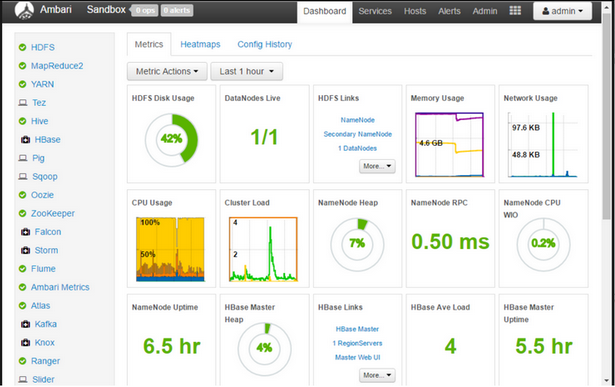 Ambari Sandbox 0 ops 0 alerts Dashboard Services Hosts Alerts Admin admin
HDFS
MapReduce2
YARN
Tez
Hive
HBase
Pig
Sqoop
Oozie
ZooKeeper
Falcon
Storm
Flume
Ambari Metrics
Atlas
Kafka
Knox
Ranger
Slider
Metrics Heatmaps Config History
Metric Actions Last 1 hour
HDFS Disk Usage
42%
DataNodes Live
1/1
HDFS Links
NameNode
Secondary NameNode
1 DataNodes
More...
Memory Usage
4.6 GB
Network Usage
97.6 KB
48.8 KB
CPU Usage
100%
50%
Cluster Load
4
2
NameNode Heap
7%
NameNode RPC
0.50 ms
NameNode CPU
WIO
0.2%
NameNode Uptime
6.5 hr
HBase Master
Heap
4%
HBase Links
HBase Master
1 RegionServers
Master Web UI
More...
HBase Ave Load
4
HBase Master
Uptime
5.5 hr